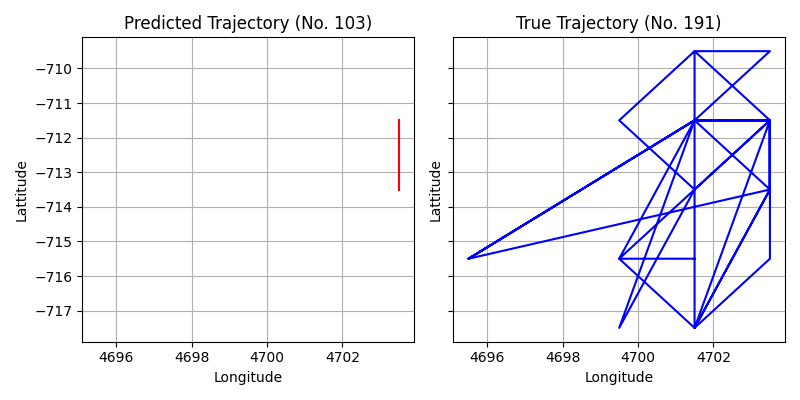 Predicted Trajectory (No. 103)
True Trajectory (No. 191)
−710
−711
−712
−713
−714
−715
−716
−717
Lattitude
Lattitude
4696
4698
4700
4702
4696
4698
4700
4702
Longitude
Longitude